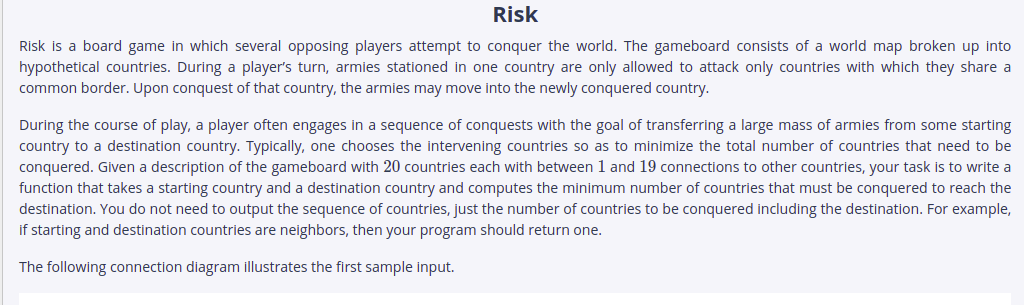 Risk
Risk is a board game in which several opposing players attempt to conquer the world. The gameboard consists of a world map broken up into
hypothetical countries. During a player's turn, armies stationed in one country are only allowed to attack only countries with which they share a
common border. Upon conquest of that country, the armies may move into the newly conquered country.
During the course of play, a player often engages in a sequence of conquests with the goal of transferring a large mass of armies from some starting
country to a destination country. Typically, one chooses the intervening countries so as to minimize the total number of countries that need to be
conquered. Given a description of the gameboard with 20 countries each with between 1 and 19 connections to other countries, your task is to write a
function that takes a starting country and a destination country and computes the minimum number of countries that must be conquered to reach the
destination. You do not need to output the sequence of countries, just the number of countries to be conquered including the destination. For example,
if starting and destination countries are neighbors, then your program should return one.
The following connection diagram illustrates the first sample input.